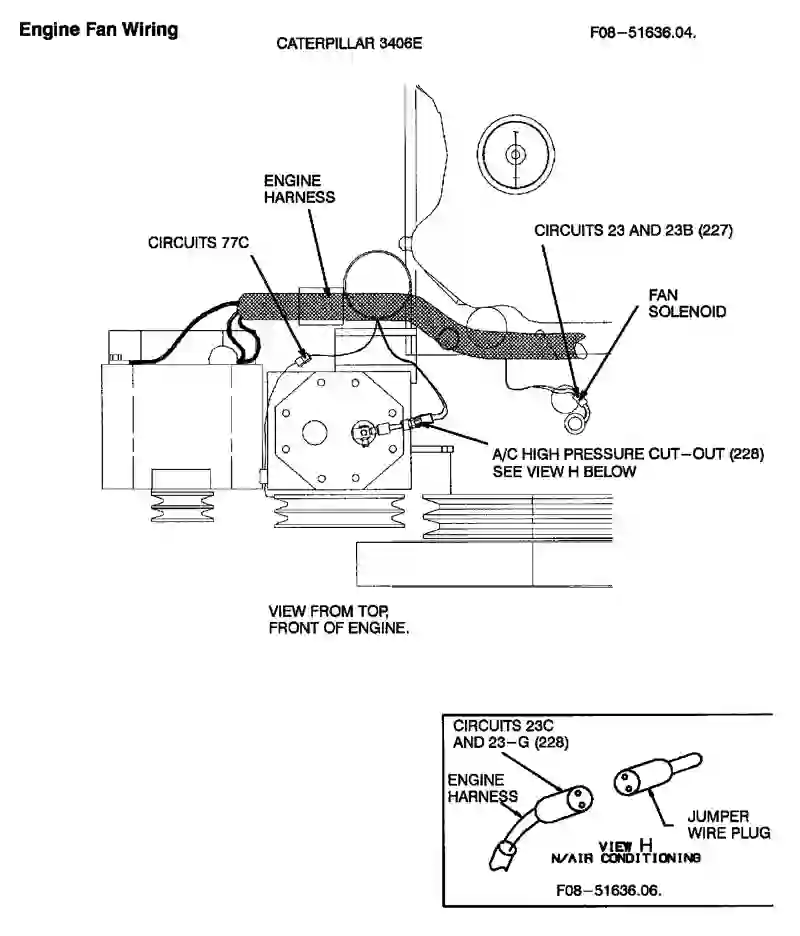 Engine Fan Wiring
CATERPILLAR 3406E
F08-51636.04.
ENGINE
HARNESS
CIRCUITS 77C
CIRCUITS 23 AND 23B (227)
FAN
SOLENOID
A/C HIGH PRESSURE CUT-OUT (228)
SEE VIEW H BELOW
VIEW FROM TOP,
FRONT OF ENGINE.
CIRCUITS 23C
AND 23-G (228)
ENGINE
HARNESS
JUMPER
WIRE PLUG
VIEW H
N/AIR CONDITIONING
F08-51636.06.